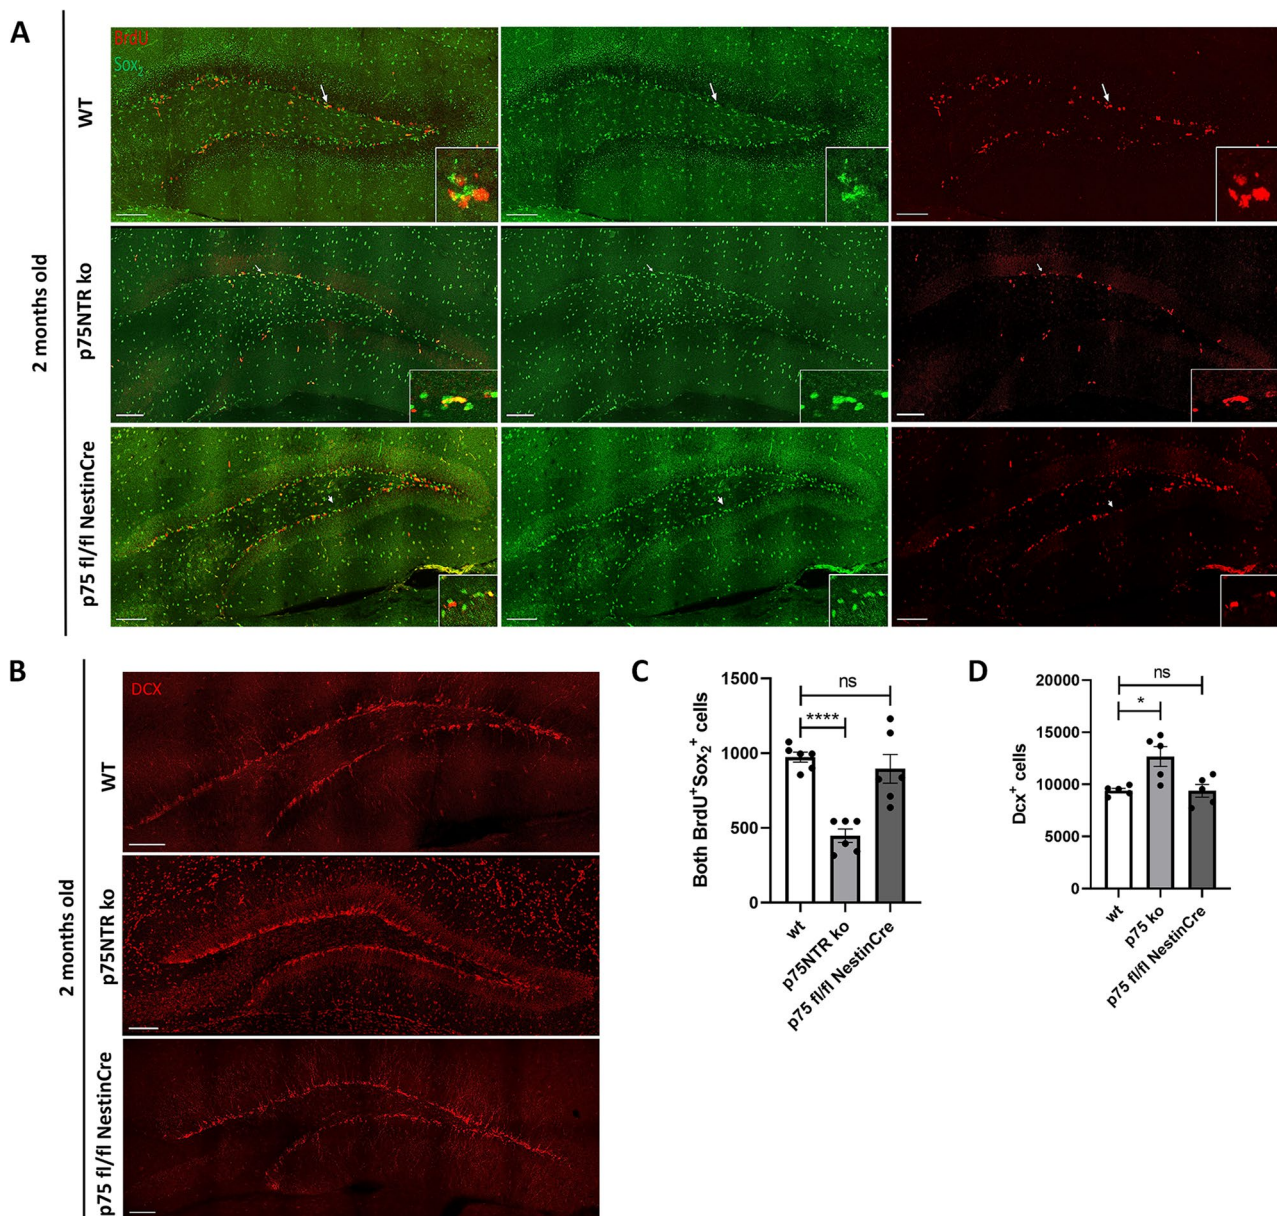 A
BrdU
Sox₂
WT
p75NTR ko
p75 fl/fl NestinCre
2 months old
B
DCX
WT
p75NTR ko
p75 fl/fl NestinCre
2 months old
C
1500
1000
500
0
Both BrdU⁺Sox₂⁺ cells
ns
****
wt
p75NTR ko
p75 fl/fl NestinCre
D
20000
15000
10000
5000
0
Dcx⁺ cells
ns
*
wt
p75 ko
p75 fl/fl NestinCre